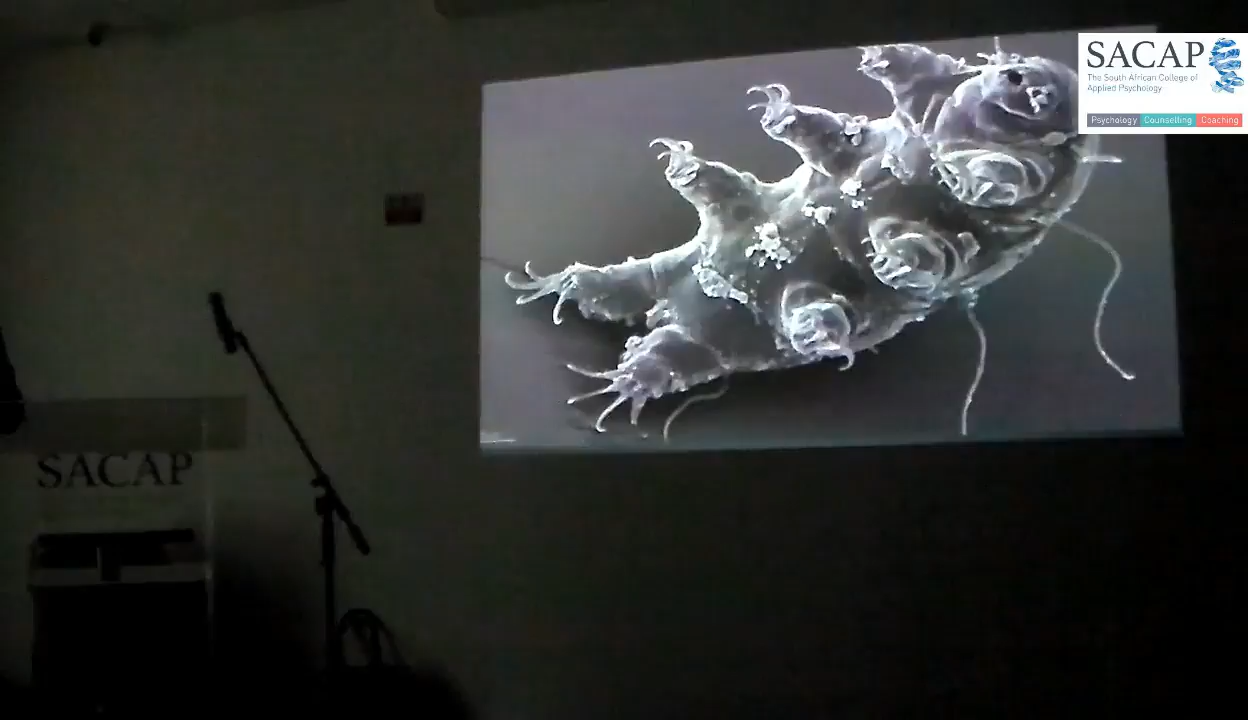 SACAP
The South African College of
Applied Psychology
Psychology Counselling Coaching
SACAP